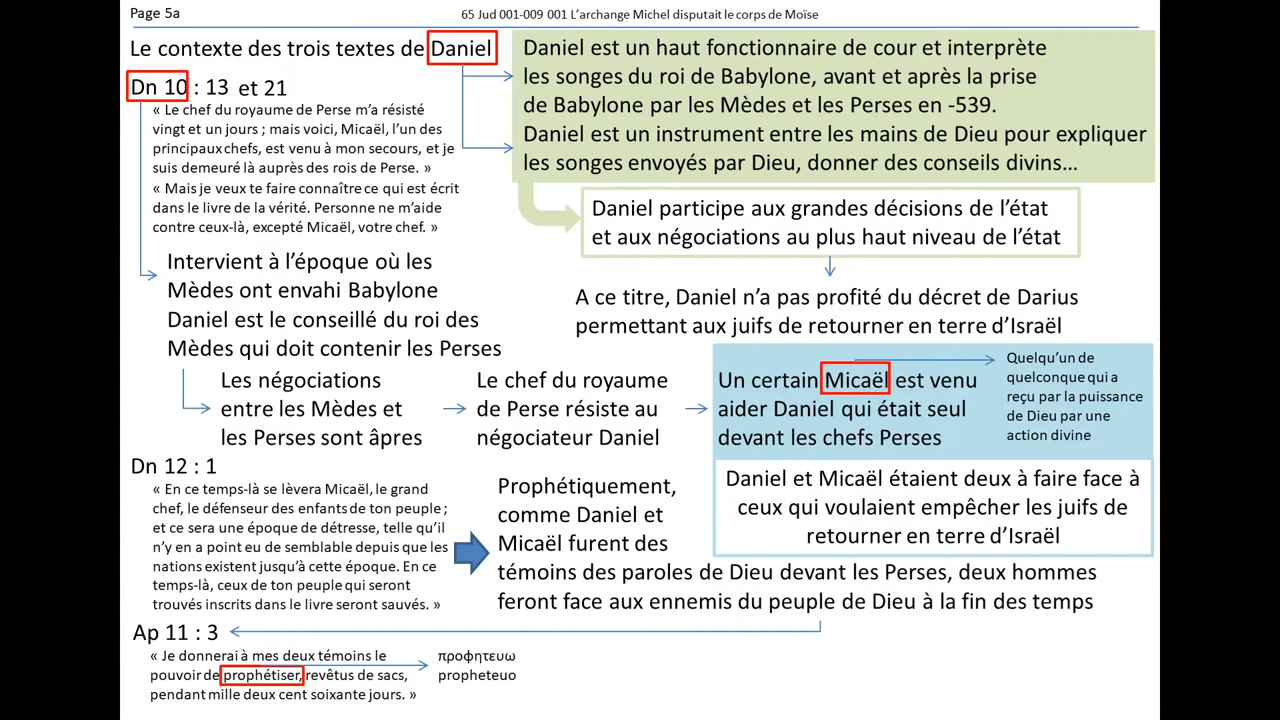 Page 5a
65 Jud 001-009 001 L’archange Michel disputait le corps de Moïse
Le contexte des trois textes de Daniel
Daniel est un haut fonctionnaire de cour et interprète
les songes du roi de Babylone, avant et après la prise
de Babylone par les Mèdes et les Perses en -539.
Daniel est un instrument entre les mains de Dieu pour expliquer
les songes envoyés par Dieu, donner des conseils divins…
Dn 10 : 13 et 21
« Le chef du royaume de Perse m’a résisté
vingt et un jours ; mais voici, Micaël, l’un des
principaux chefs, est venu à mon secours, et je
suis demeuré là auprès des rois de Perse. »
« Mais je veux te faire connaître ce qui est écrit
dans le livre de la vérité. Personne ne m’aide
contre ceux-là, excepté Micaël, votre chef. »
Daniel participe aux grandes décisions de l’état
et aux négociations au plus haut niveau de l’état
Intervient à l’époque où les
Mèdes ont envahi Babylone
Daniel est le conseillé du roi des
Mèdes qui doit contenir les Perses
A ce titre, Daniel n’a pas profité du décret de Darius
permettant aux juifs de retourner en terre d’Israël
Les négociations
entre les Mèdes et
les Perses sont âpres
Le chef du royaume
de Perse résiste au
négociateur Daniel
Un certain Micaël est venu
aider Daniel qui était seul
devant les chefs Perses
Quelqu’un de
quelconque qui a
reçu par la puissance
de Dieu par une
action divine
Daniel et Micaël étaient deux à faire face à
ceux qui voulaient empêcher les juifs de
retourner en terre d’Israël
Dn 12 : 1
« En ce temps-là se lèvera Micaël, le grand
chef, le défenseur des enfants de ton peuple ;
et ce sera une époque de détresse, telle qu’il
n’y en a point eu de semblable depuis que les
nations existent jusqu’à cette époque. En ce
temps-là, ceux de ton peuple qui seront
trouvés inscrits dans le livre seront sauvés. »
Prophétiquement,
comme Daniel et
Micaël furent des
témoins des paroles de Dieu devant les Perses, deux hommes
feront face aux ennemis du peuple de Dieu à la fin des temps
Ap 11 : 3
« Je donnerai à mes deux témoins le
pouvoir de prophétiser, revêtus de sacs,
pendant mille deux cent soixante jours. »
προφητευω
propheteuo